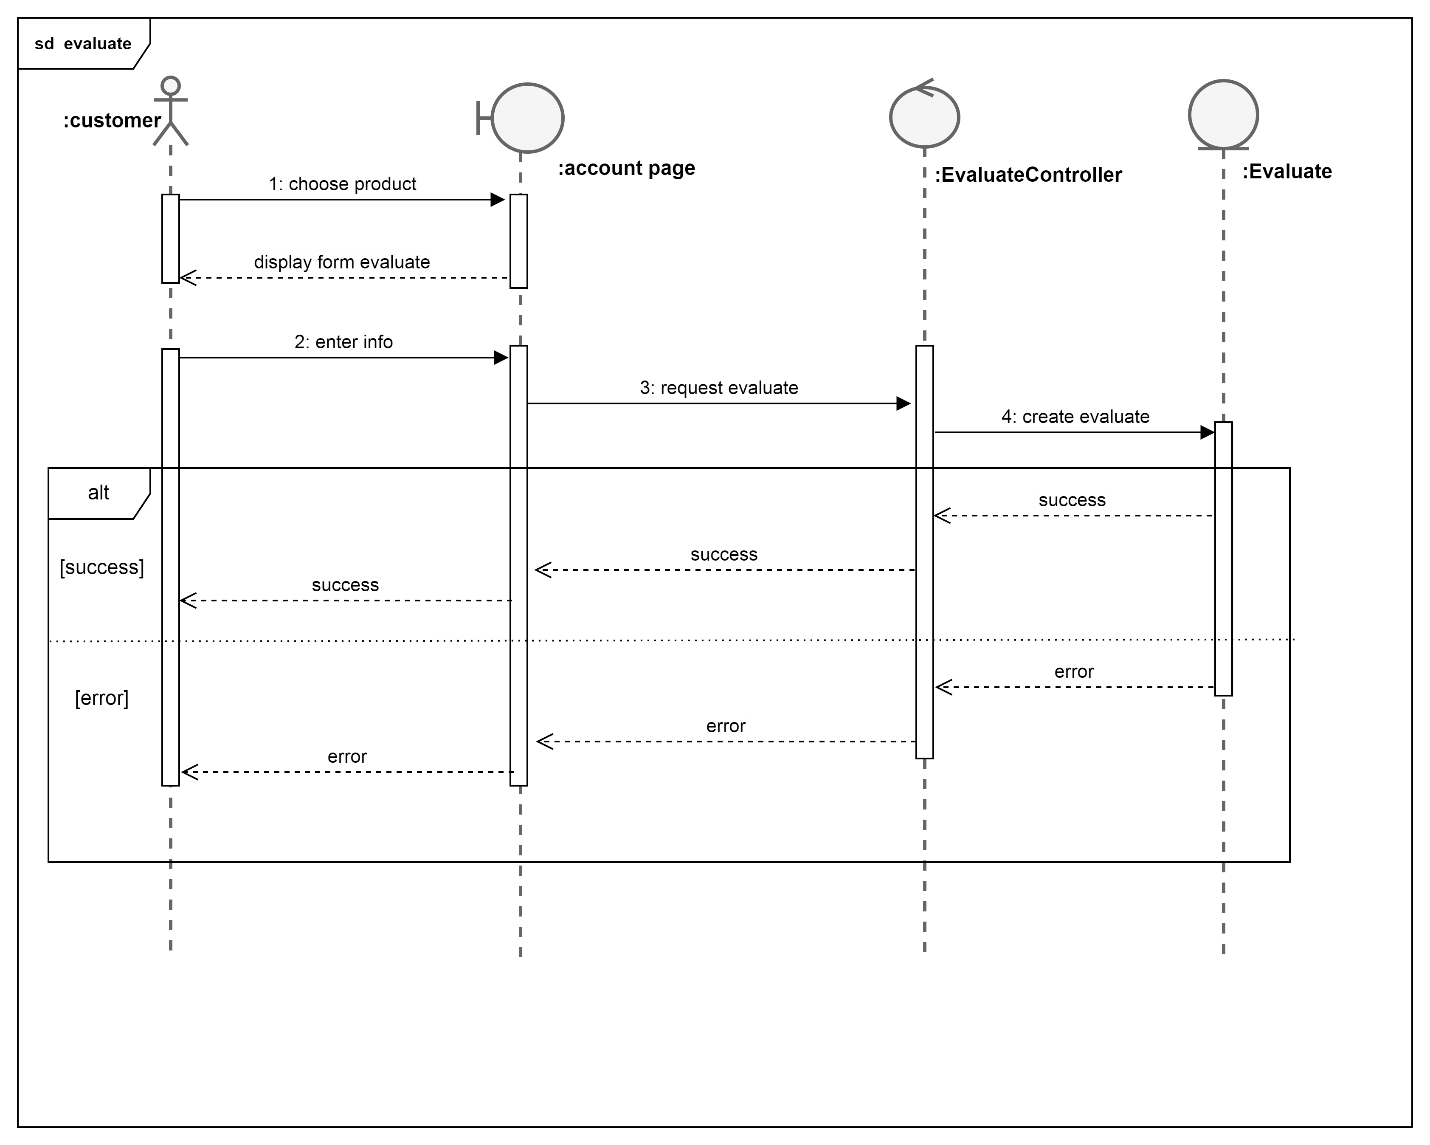 sd evaluate
:customer
:account page
:EvaluateController
:Evaluate
1: choose product
display form evaluate
2: enter info
3: request evaluate
4: create evaluate
alt
success
success
[success]
success
error
[error]
error
error